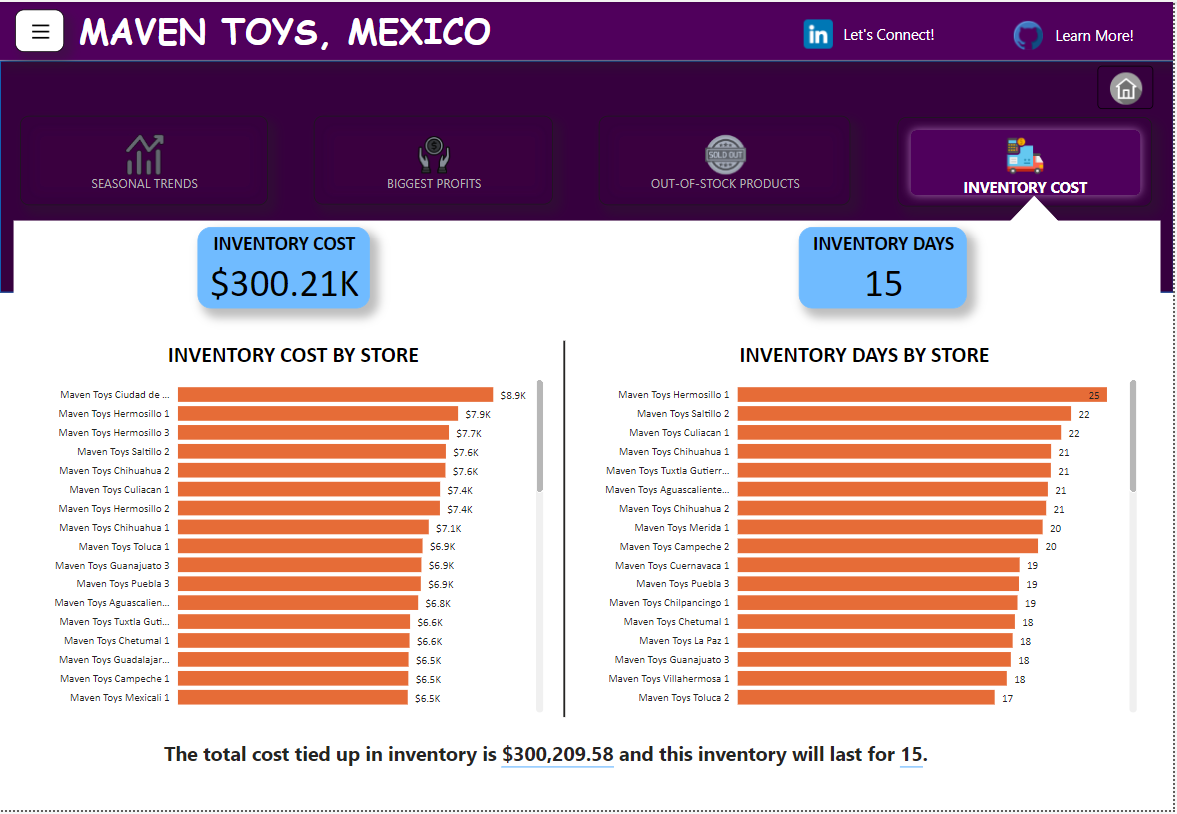 MAVEN TOYS, MEXICO
in Let's Connect!
Learn More!
SEASONAL TRENDS
BIGGEST PROFITS
SOLD OUT
OUT-OF-STOCK PRODUCTS
INVENTORY COST
INVENTORY COST
$300.21K
INVENTORY DAYS
15
INVENTORY COST BY STORE
Maven Toys Ciudad de ... $8.9K
Maven Toys Hermosillo 1 $7.9K
Maven Toys Hermosillo 3 $7.7K
Maven Toys Saltillo 2 $7.6K
Maven Toys Chihuahua 2 $7.6K
Maven Toys Culiacan 1 $7.4K
Maven Toys Hermosillo 2 $7.4K
Maven Toys Chihuahua 1 $7.1K
Maven Toys Toluca 1 $6.9K
Maven Toys Guanajuato 3 $6.9K
Maven Toys Puebla 3 $6.9K
Maven Toys Aguascalien... $6.8K
Maven Toys Tuxtla Guti... $6.6K
Maven Toys Chetumal 1 $6.6K
Maven Toys Guadalajar... $6.5K
Maven Toys Campeche 1 $6.5K
Maven Toys Mexicali 1 $6.5K
INVENTORY DAYS BY STORE
Maven Toys Hermosillo 1 25
Maven Toys Saltillo 2 22
Maven Toys Culiacan 1 22
Maven Toys Chihuahua 1 21
Maven Toys Tuxtla Gutierr... 21
Maven Toys Aguascaliente... 21
Maven Toys Chihuahua 2 21
Maven Toys Merida 1 20
Maven Toys Campeche 2 20
Maven Toys Cuernavaca 1 19
Maven Toys Puebla 3 19
Maven Toys Chilpancingo 1 19
Maven Toys Chetumal 1 18
Maven Toys La Paz 1 18
Maven Toys Guanajuato 3 18
Maven Toys Villahermosa 1 18
Maven Toys Toluca 2 17
The total cost tied up in inventory is $300,209.58 and this inventory will last for 15.